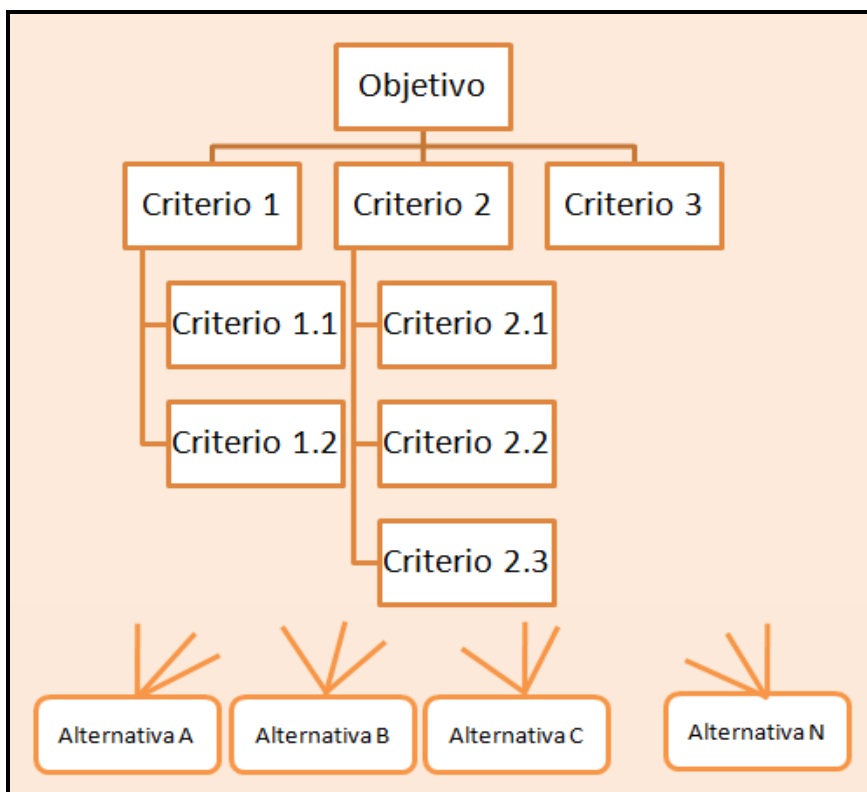 Objetivo
Criterio 1
Criterio 2
Criterio 3
Criterio 1.1
Criterio 2.1
Criterio 1.2
Criterio 2.2
Criterio 2.3
Alternativa A
Alternativa B
Alternativa C
Alternativa N